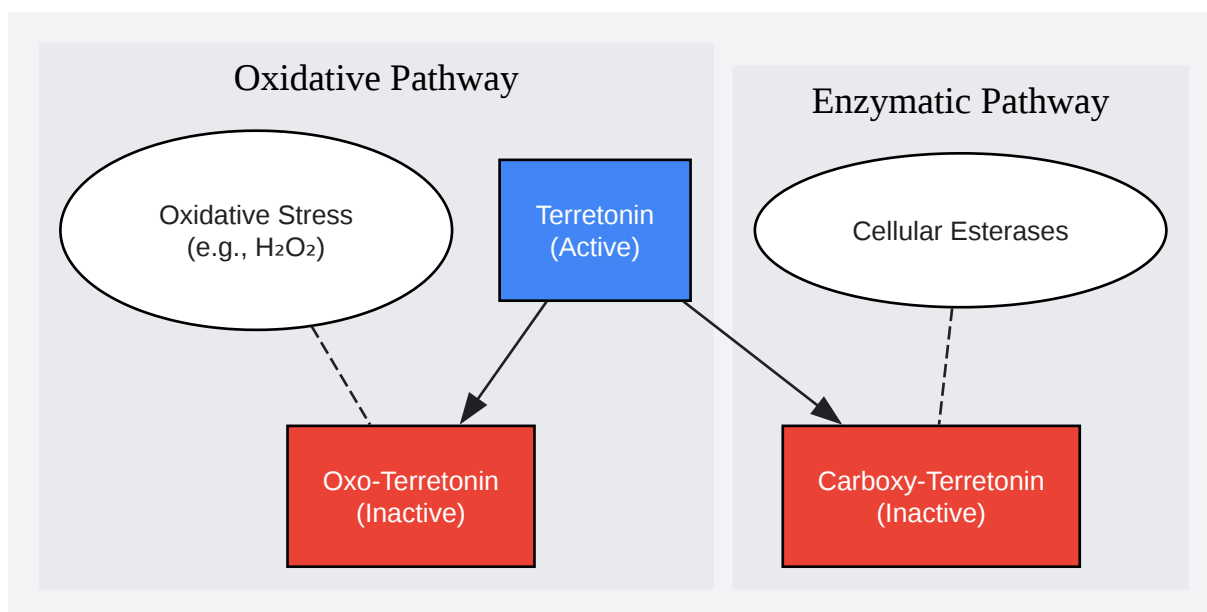 Oxidative Pathway
Oxidative Stress
(e.g., H₂O₂)
Terretonin
(Active)
Oxo-Terretonin
(Inactive)
Enzymatic Pathway
Cellular Esterases
Carboxy-Terretonin
(Inactive)